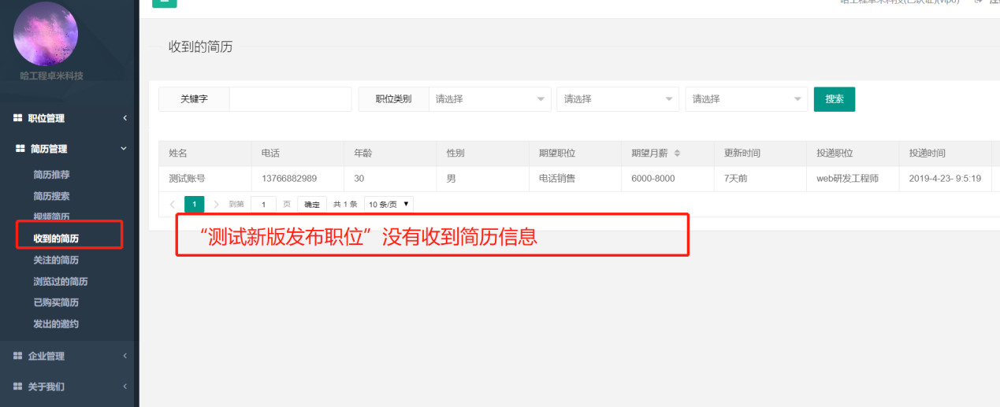 哈工程卓米科技
职位管理
简历管理
简历推荐
简历搜索
视频简历
收到的简历
关注的简历
浏览过的简历
已购买简历
发出的邀约
企业管理
关于我们
收到的简历
关键字 职位类别 请选择 请选择 请选择 搜索
姓名 电话 年龄 性别 期望职位 期望月薪 更新时间 投递职位 投递时间
测试账号 13766882989 30 男 电话销售 6000-8000 7天前 web研发工程师 2019-4-23- 9:5:19
1 到第 1 页 确定 共 1 条 10 条/页
“测试新版发布职位”没有收到简历信息